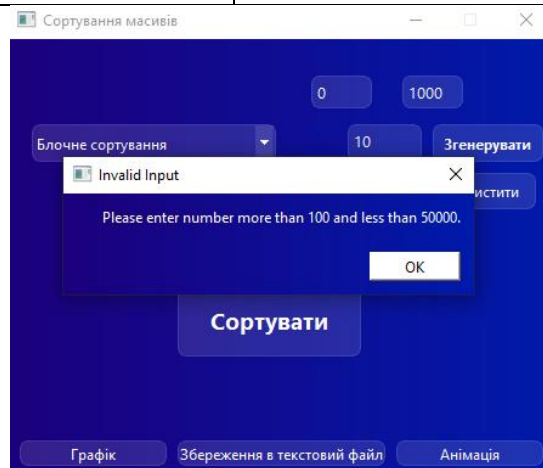 Сортування масивів
0 1000
Блочне сортування 10 Згенерувати
Invalid Input
истити
Please enter number more than 100 and less than 50000.
OK
Сортувати
Графік Збереження в текстовий файл Анімація